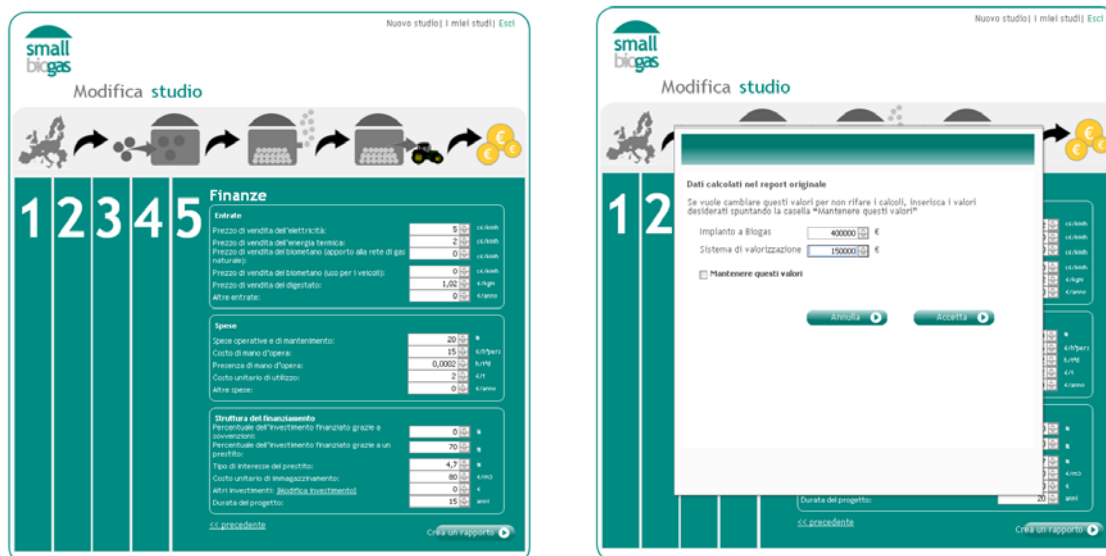 Nuovo studio| I miei studi| Esci
small
biogas
Modifica studio
1 2 3 4 5
Finanze
Entrate
Prezzo di vendita dell'elettricità: 5 c€/kwh
Prezzo di vendita dell'energia termica: 2 c€/kwh
Prezzo di vendita del biometano (apporto alla rete di gas
naturale): 0 c€/kwh
Prezzo di vendita del biometano (uso per i veicoli): 0 c€/kwh
Prezzo di vendita del digestato: 1,02 €/kgN
Altre entrate: 0 €/anno
Spese
Spese operative e di mantenimento: 20 %
Costo di mano d'opera: 15 €/h*pers
Presenza di mano d'opera: 0,0002 h/t*d
Costo unitario di utilizzo: 2 €/t
Altre spese: 0 €/anno
Struttura del finanziamento
Percentuale dell'investimento finanziato grazie a
sovvenzioni: 0 %
Percentuale dell'investimento finanziato grazie a un
prestito: 70 %
Tipo di interesse del prestito: 4,7 %
Costo unitario di immagazzinamento: 80 €/m3
Altri investimenti: [Modifica investimento] 0 €
Durata del progetto: 15 anni
<< precedente
Crea un rapporto
Nuovo studio| I miei studi| Esci
small
biogas
Modifica studio
1 2
Dati calcolati nel report originale
Se vuole cambiare questi valori per non rifare i calcoli, inserisca i valori
desiderati spuntando la casella "Mantenere questi valori"
Impianto a Biogas 400000 €
Sistema di valorizzazione 150000 €
Mantenere questi valori
Annulla Accetta
c€/kwh
c€/kwh
c€/kwh
c€/kwh
€/kgN
€/anno
%
€/h*pers
h/t*d
€/t
€/anno
%
%
%
€/m3
€
Durata del progetto: 20 anni
<< precedente
Crea un rapporto